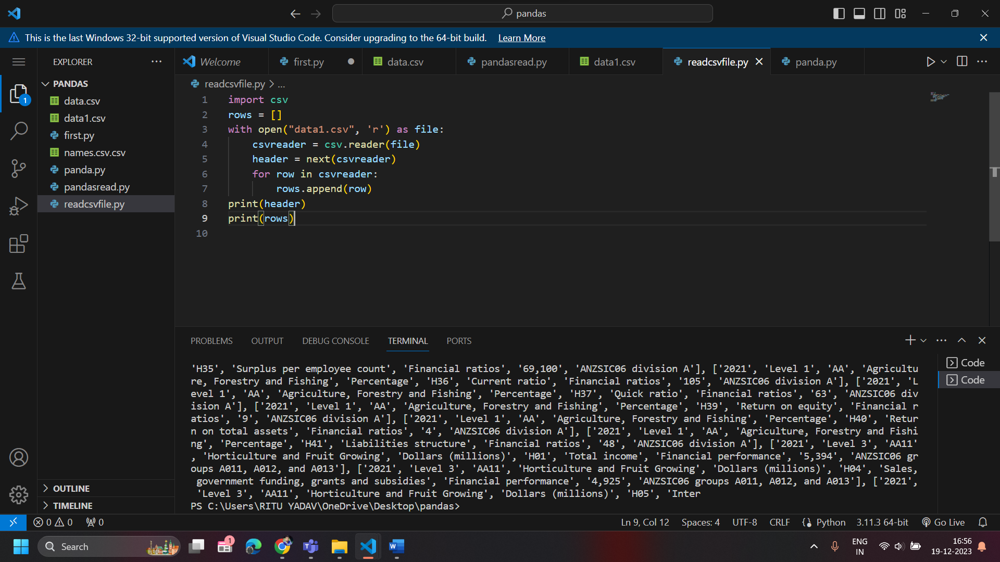 pandas
This is the last Windows 32-bit supported version of Visual Studio Code. Consider upgrading to the 64-bit build. Learn More
EXPLORER
Welcome
first.py
data.csv
pandasread.py
data1.csv
readcsvfile.py
panda.py
PANDAS
data.csv
data1.csv
first.py
names.csv.csv
panda.py
pandasread.py
readcsvfile.py
1
OUTLINE
TIMELINE
readcsvfile.py > ...
1 import csv
2 rows = []
3 with open("data1.csv", 'r') as file:
4 csvreader = csv.reader(file)
5 header = next(csvreader)
6 for row in csvreader:
7 rows.append(row)
8 print(header)
9 print(rows)
10
PROBLEMS OUTPUT DEBUG CONSOLE TERMINAL PORTS
'H35', 'Surplus per employee count', 'Financial ratios', '69,100', 'ANZSIC06 division A'], ['2021', 'Level 1', 'AA', 'Agricultu
re, Forestry and Fishing', 'Percentage', 'H36', 'Current ratio', 'Financial ratios', '105', 'ANZSIC06 division A'], ['2021', 'L
evel 1', 'AA', 'Agriculture, Forestry and Fishing', 'Percentage', 'H37', 'Quick ratio', 'Financial ratios', '63', 'ANZSIC06 div
ision A'], ['2021', 'Level 1', 'AA', 'Agriculture, Forestry and Fishing', 'Percentage', 'H39', 'Return on equity', 'Financial r
atios', '9', 'ANZSIC06 division A'], ['2021', 'Level 1', 'AA', 'Agriculture, Forestry and Fishing', 'Percentage', 'H40', 'Retur
n on total assets', 'Financial ratios', '4', 'ANZSIC06 division A'], ['2021', 'Level 1', 'AA', 'Agriculture, Forestry and Fishi
ng', 'Percentage', 'H41', 'Liabilities structure', 'Financial ratios', '48', 'ANZSIC06 division A'], ['2021', 'Level 3', 'AA11'
, 'Horticulture and Fruit Growing', 'Dollars (millions)', 'H01', 'Total income', 'Financial performance', '5,394', 'ANZSIC06 gr
oups A011, A012, and A013'], ['2021', 'Level 3', 'AA11', 'Horticulture and Fruit Growing', 'Dollars (millions)', 'H04', 'Sales,
government funding, grants and subsidies', 'Financial performance', '4,925', 'ANZSIC06 groups A011, A012, and A013'], ['2021',
'Level 3', 'AA11', 'Horticulture and Fruit Growing', 'Dollars (millions)', 'H05', 'Inter
PS C:\Users\RITU YADAV\OneDrive\Desktop\pandas>
Code
Code
0 0 0
Ln 9, Col 12 Spaces: 4 UTF-8 CRLF {} Python 3.11.3 64-bit Go Live
Search
1
ENG
IN
16:56
19-12-2023